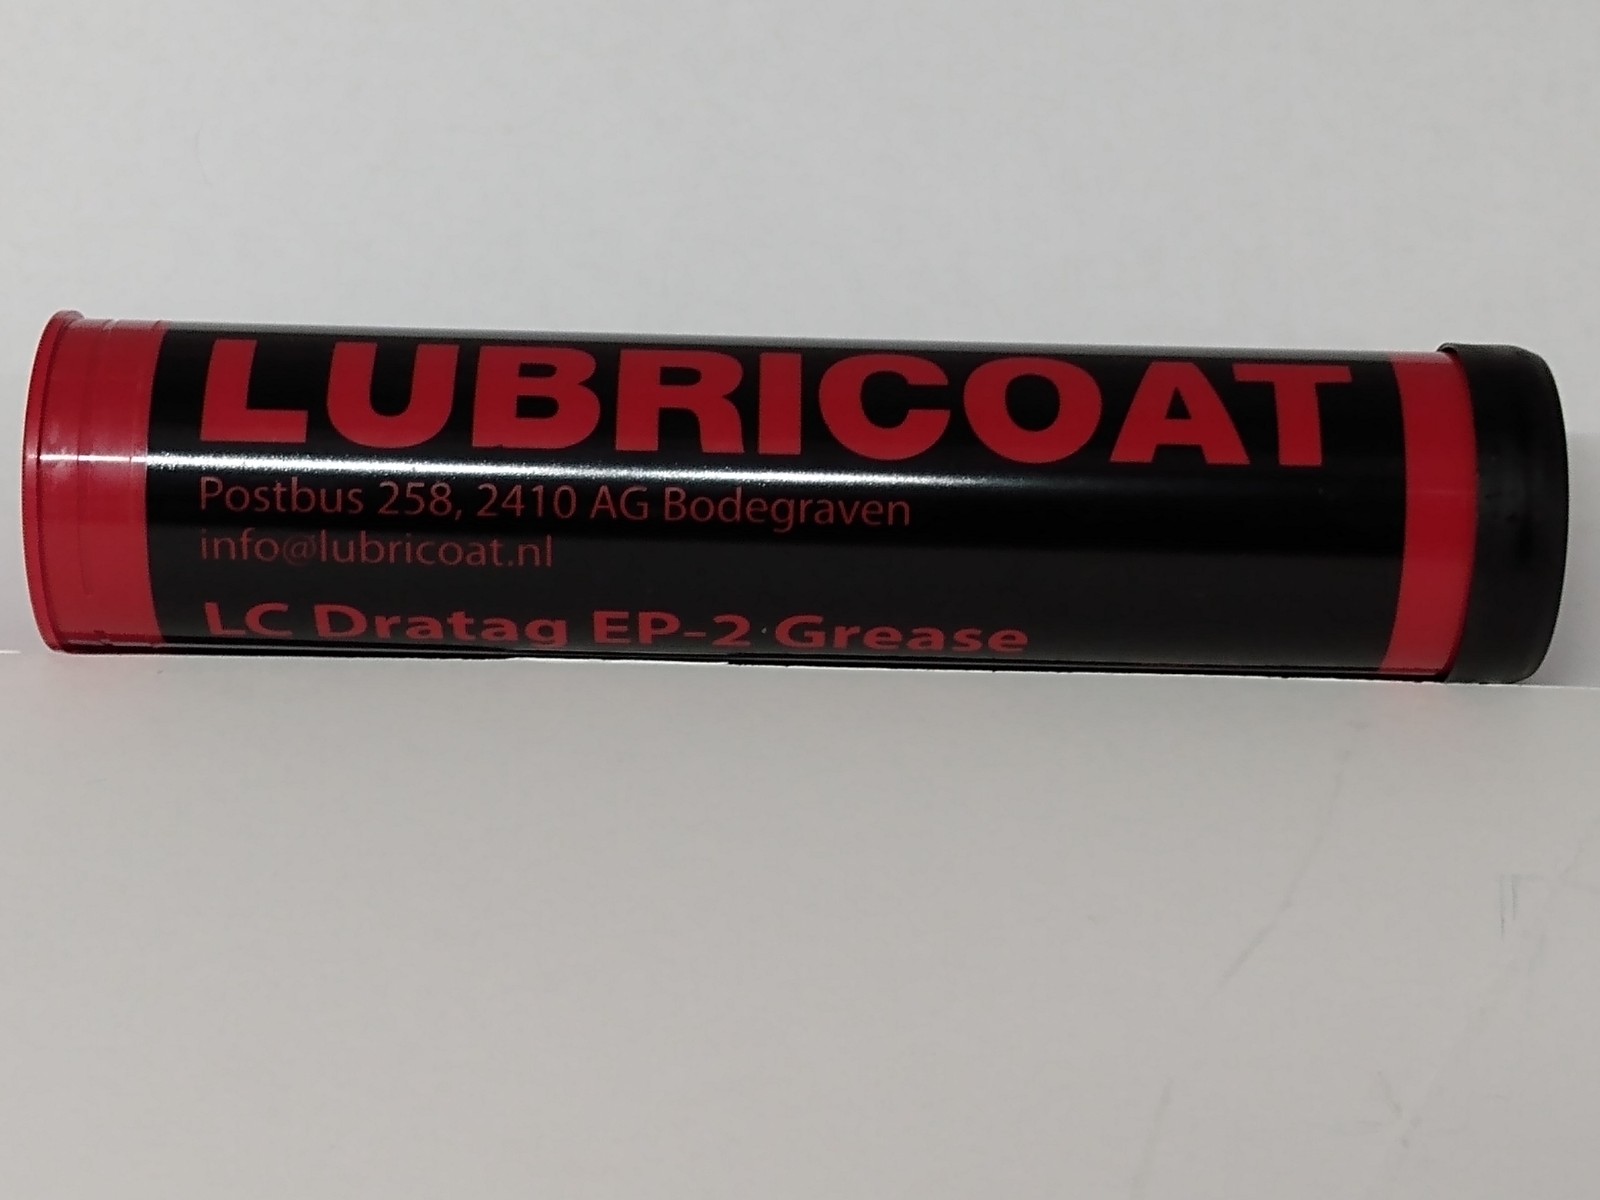 LUBRICOAT
Postbus 258, 2410 AG Bodegraven
info@lubricoat.nl
LC Dratag EP-2 Grease